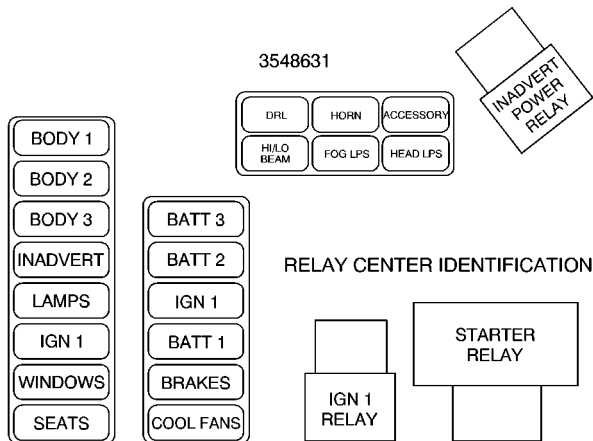 3548631
INADVERT
POWER
RELAY
DRL
HORN
ACCESSORY
HI/LO
BEAM
FOG LPS
HEAD LPS
BODY 1
BODY 2
BODY 3
INADVERT
LAMPS
IGN 1
WINDOWS
SEATS
BATT 3
BATT 2
IGN 1
BATT 1
BRAKES
COOL FANS
RELAY CENTER IDENTIFICATION
IGN 1
RELAY
STARTER
RELAY